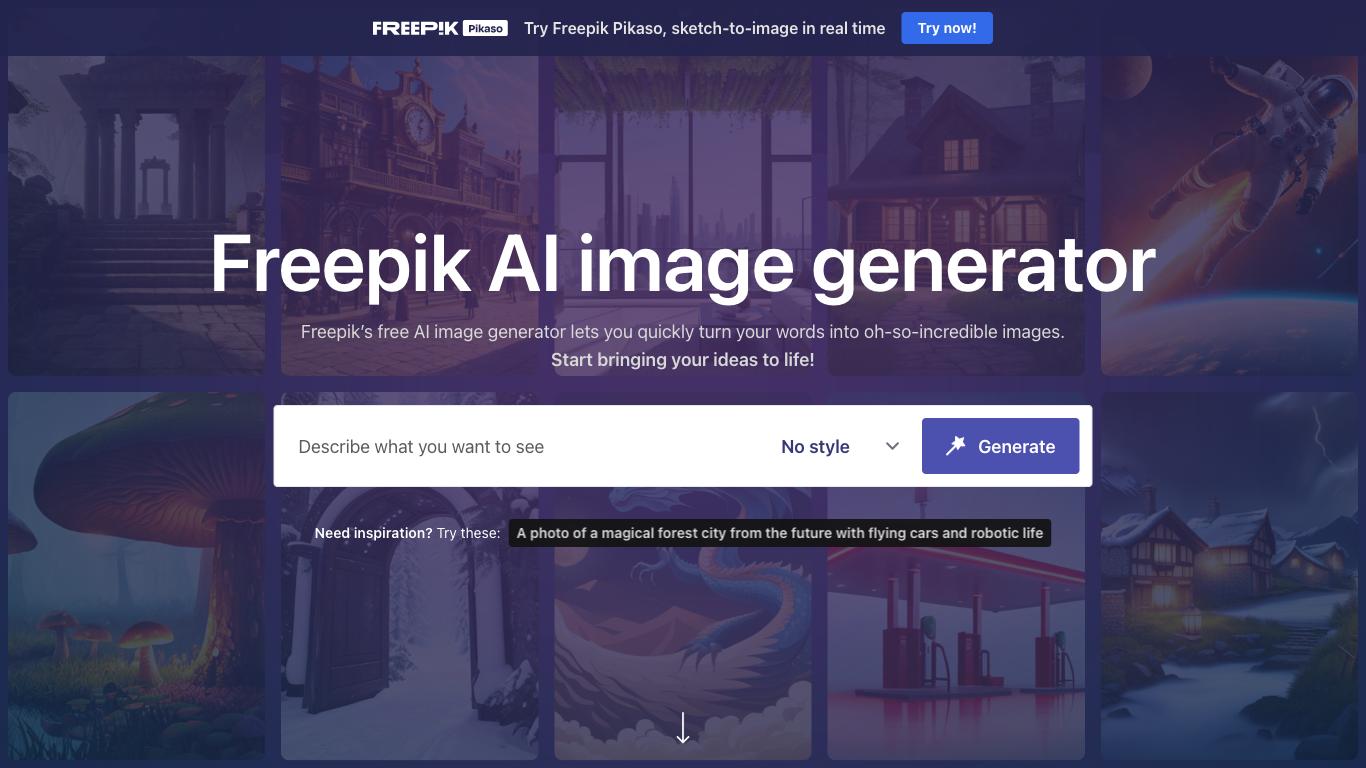 FREEPIK Pikaso
Try Freepik Pikaso, sketch-to-image in real time
Try now!
Freepik AI image generator
Freepik’s free AI image generator lets you quickly turn your words into oh-so-incredible images.
Start bringing your ideas to life!
Describe what you want to see
No style
Generate
Need inspiration? Try these:
A photo of a magical forest city from the future with flying cars and robotic life